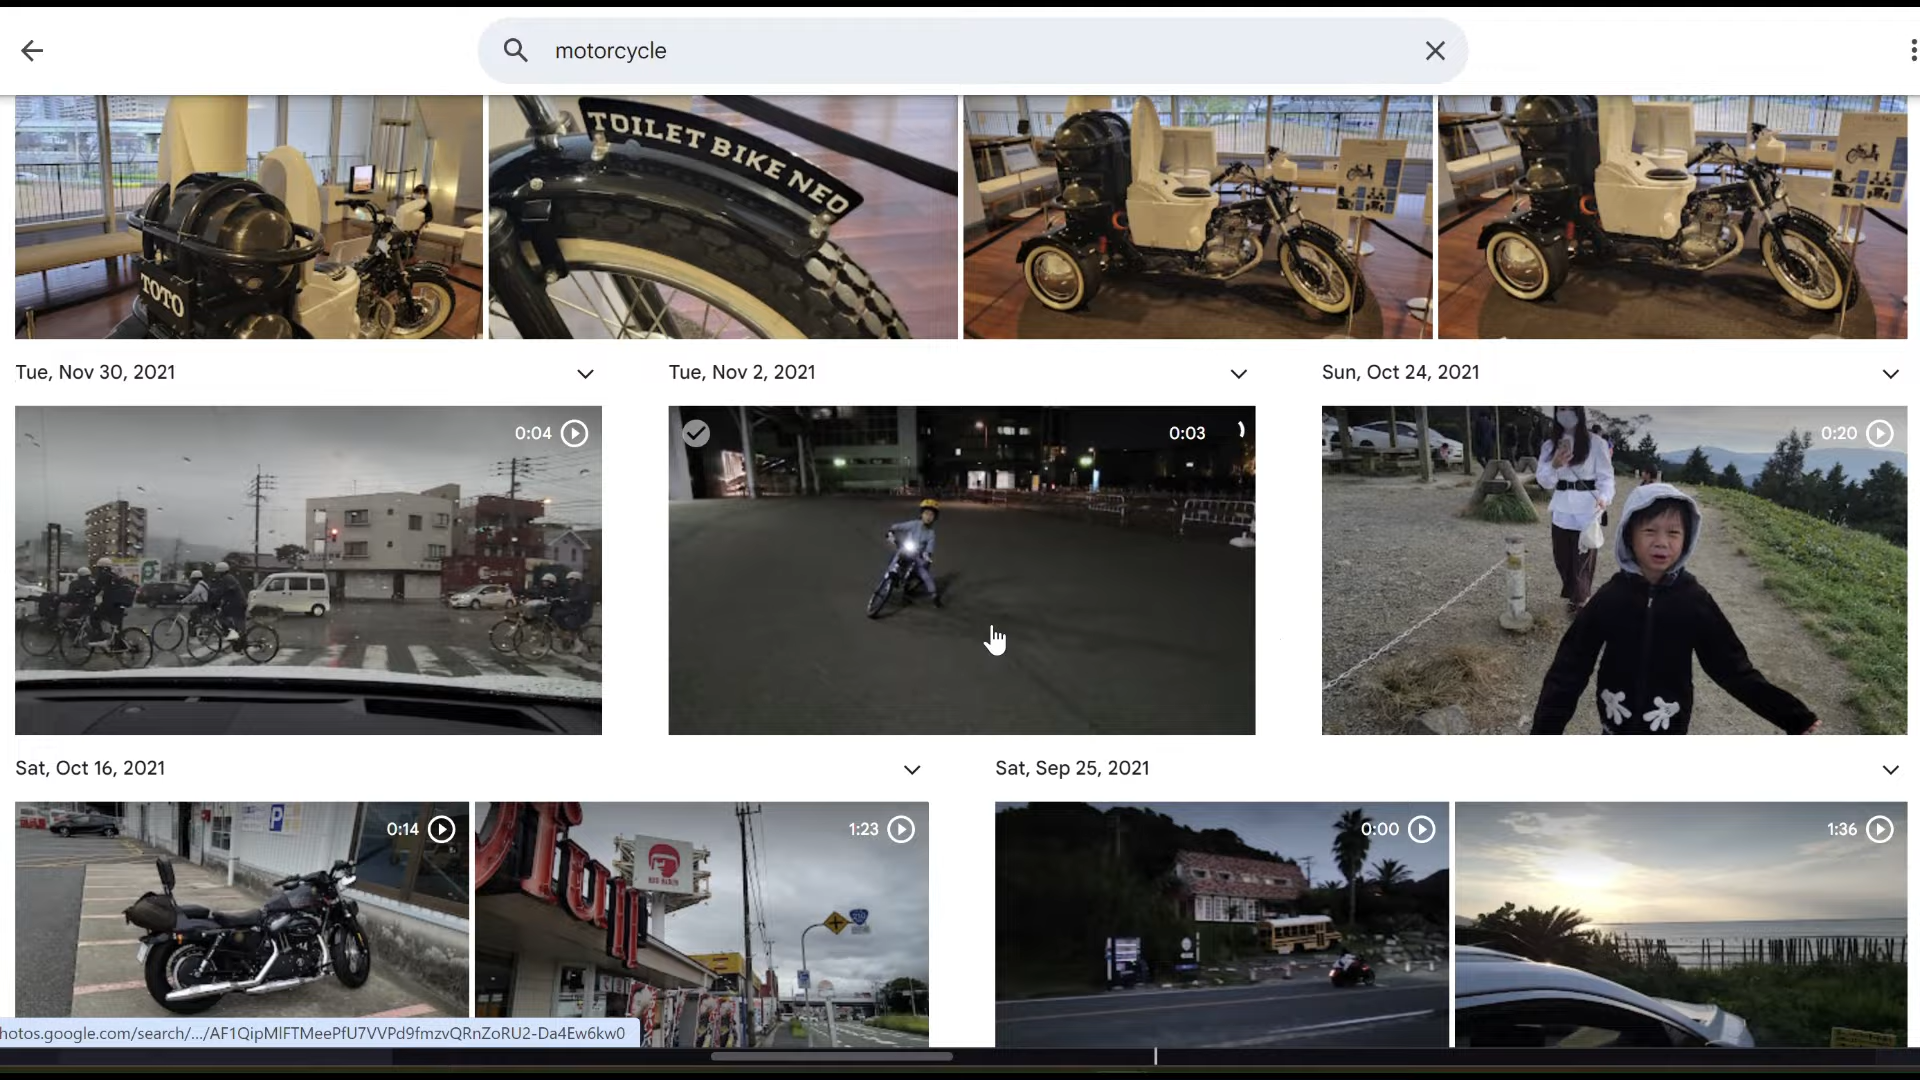 motorcycle
TOTO
TOILET BIKE NEO
Tue, Nov 30, 2021
Tue, Nov 2, 2021
Sun, Oct 24, 2021
0:04
0:03
0:20
Sat, Oct 16, 2021
Sat, Sep 25, 2021
0:14
1:23
0:00
1:36
P
hotos.google.com/search/.../AF1QipMlFTMeePfU7VVPd9fmzvQRnZoRU2-Da4Ew6kw0